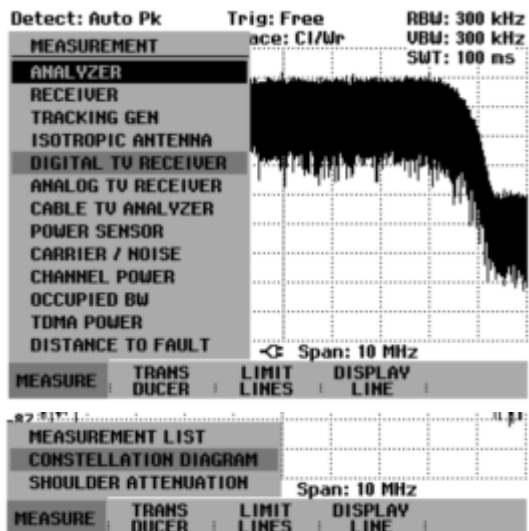 Detect: Auto Pk Trig: Free RBW: 300 kHz
ace: Cl/Wr VBW: 300 kHz
SWT: 100 ms
MEASUREMENT
ANALYZER
RECEIVER
TRACKING GEN
ISOTROPIC ANTENNA
DIGITAL TV RECEIVER
ANALOG TV RECEIVER
CABLE TV ANALYZER
POWER SENSOR
CARRIER / NOISE
CHANNEL POWER
OCCUPIED BW
TDMA POWER
DISTANCE TO FAULT
Span: 10 MHz
MEASURE TRANS DUCER LIMIT LINES DISPLAY LINE
-87
MEASUREMENT LIST
CONSTELLATION DIAGRAM
SHOULDER ATTENUATION
Span: 10 MHz
MEASURE TRANS DUCER LIMIT LINES DISPLAY LINE